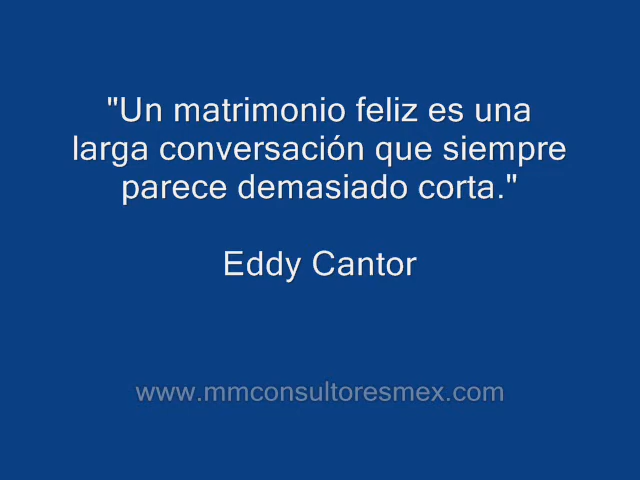 "Un matrimonio feliz es una
larga conversación que siempre
parece demasiado corta."
Eddy Cantor
www.mmconsultoresmex.com